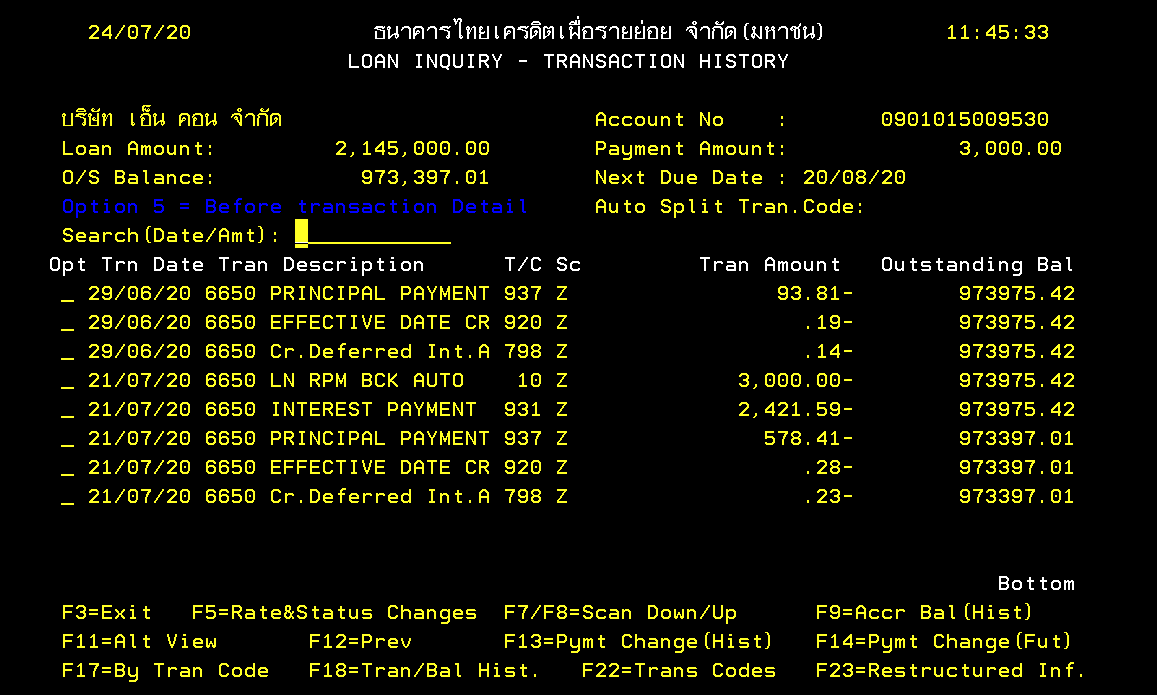 24/07/20 ธนาคารไทยเครดิตเผื่อรายย่อย จำกัด(มหาชน) 11:45:33
LOAN INQUIRY - TRANSACTION HISTORY
บริษัท เอ็น คอน จำกัด Account No : 0901015009530
Loan Amount: 2,145,000.00 Payment Amount: 3,000.00
O/S Balance: 973,397.01 Next Due Date : 20/08/20
Option 5 = Before transaction Detail Auto Split Tran.Code:
Search(Date/Amt):
Opt Trn Date Tran Description T/C Sc Tran Amount Outstanding Bal
_ 29/06/20 6650 PRINCIPAL PAYMENT 937 Z 93.81- 973975.42
_ 29/06/20 6650 EFFECTIVE DATE CR 920 Z .19- 973975.42
_ 29/06/20 6650 Cr.Deferred Int.A 798 Z .14- 973975.42
_ 21/07/20 6650 LN RPM BCK AUTO 10 Z 3,000.00- 973975.42
_ 21/07/20 6650 INTEREST PAYMENT 931 Z 2,421.59- 973975.42
_ 21/07/20 6650 PRINCIPAL PAYMENT 937 Z 578.41- 973397.01
_ 21/07/20 6650 EFFECTIVE DATE CR 920 Z .28- 973397.01
_ 21/07/20 6650 Cr.Deferred Int.A 798 Z .23- 973397.01
Bottom
F3=Exit F5=Rate&Status Changes F7/F8=Scan Down/Up F9=Accr Bal(Hist)
F11=Alt View F12=Prev F13=Pymt Change(Hist) F14=Pymt Change(Fut)
F17=By Tran Code F18=Tran/Bal Hist. F22=Trans Codes F23=Restructured Inf.